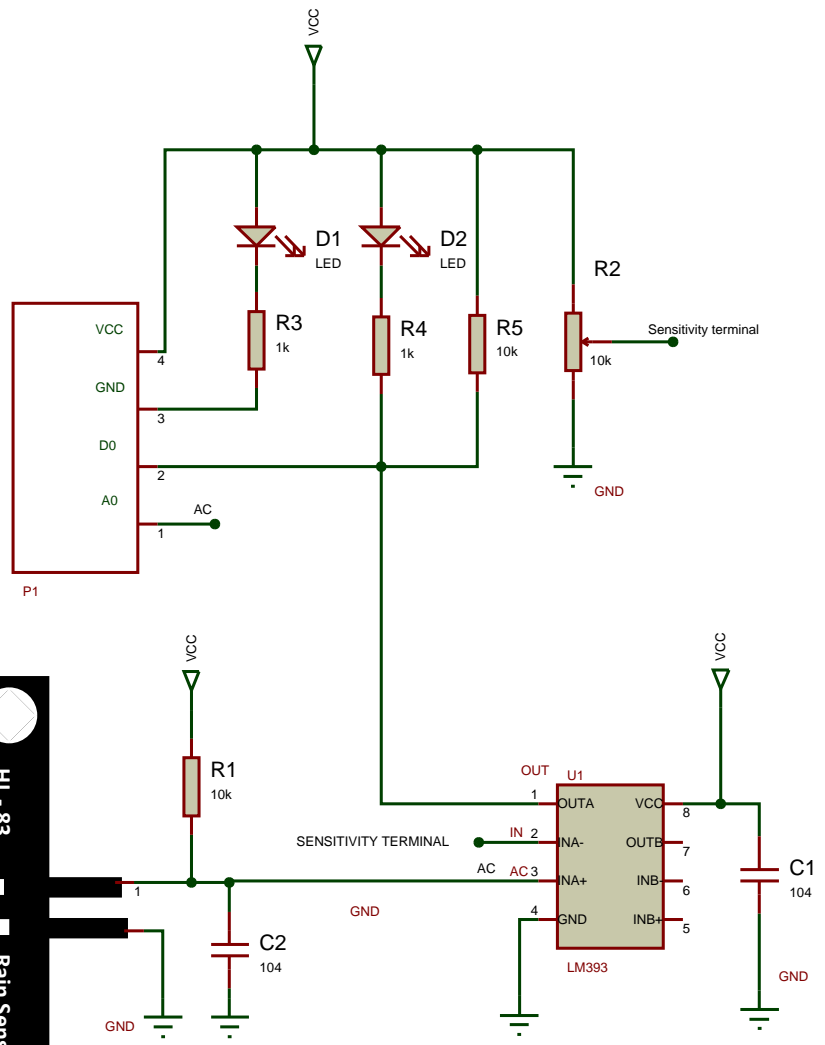 VCC
D1
LED
D2
LED
R2
10k
Sensitivity terminal
R3
1k
R4
1k
R5
10k
VCC
4
GND
3
D0
2
A0
1
AC
GND
P1
VCC
VCC
R1
10k
OUT
U1
1
OUTA
VCC
8
SENSITIVITY TERMINAL
IN
2
INA-
OUTB
7
AC
AC
3
INA+
INB-
6
4
GND
INB+
5
LM393
C1
104
GND
1
GND
C2
104
GND
HL - 83
Rain